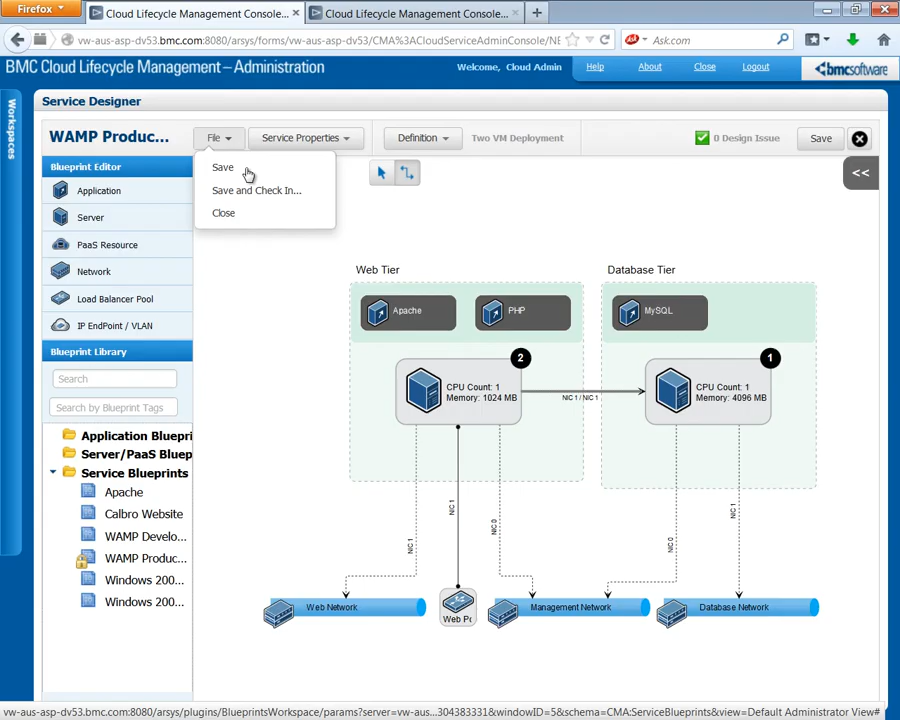 Firefox
Cloud Lifecycle Management Console...
Cloud Lifecycle Management Console...
vw-aus-asp-dv53.bmc.com:8080/arsys/forms/vw-aus-asp-dv53/CMA%3ACloudServiceAdminConsole/NE
Ask.com
BMC Cloud Lifecycle Management – Administration
Welcome, Cloud Admin
Help
About
Close
Logout
bmcsoftware
Workspaces
Service Designer
WAMP Produc...
File
Service Properties
Definition
Two VM Deployment
0 Design Issue
Save
Blueprint Editor
Application
Server
PaaS Resource
Network
Load Balancer Pool
IP EndPoint / VLAN
Save
Save and Check In...
Close
<<
Blueprint Library
Search
Search by Blueprint Tags
Application Bluepri
Server/PaaS Bluep
Service Blueprints
Apache
Calbro Website
WAMP Develo...
WAMP Produc...
Windows 200...
Windows 200...
Web Tier
Database Tier
Apache
PHP
MySQL
2
1
CPU Count: 1
Memory: 1024 MB
CPU Count: 1
Memory: 4096 MB
NIC 1 / NIC 1
NIC 1
NIC 1
NIC 0
NIC 0
NIC 1
Web Network
Web Po
Management Network
Database Network
vw-aus-asp-dv53.bmc.com:8080/arsys/plugins/BlueprintsWorkspace/params?server=vw-aus...304383331&windowID=5&schema=CMA:ServiceBlueprints&view=Default Administrator View#